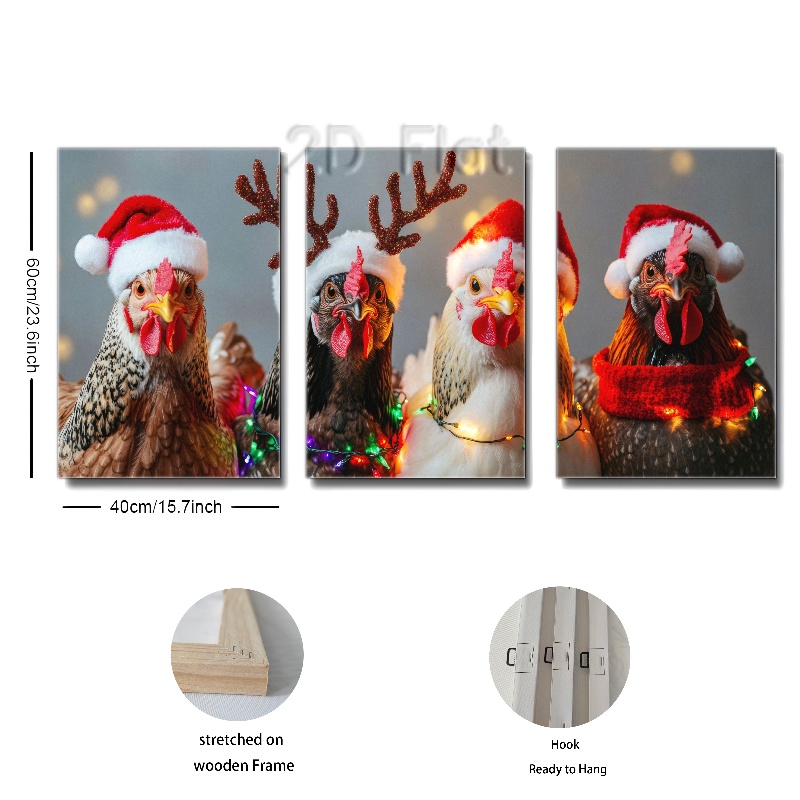 2D Flat
60cm/23.6inch
40cm/15.7inch
stretched on
wooden Frame
Hook
Ready to Hang